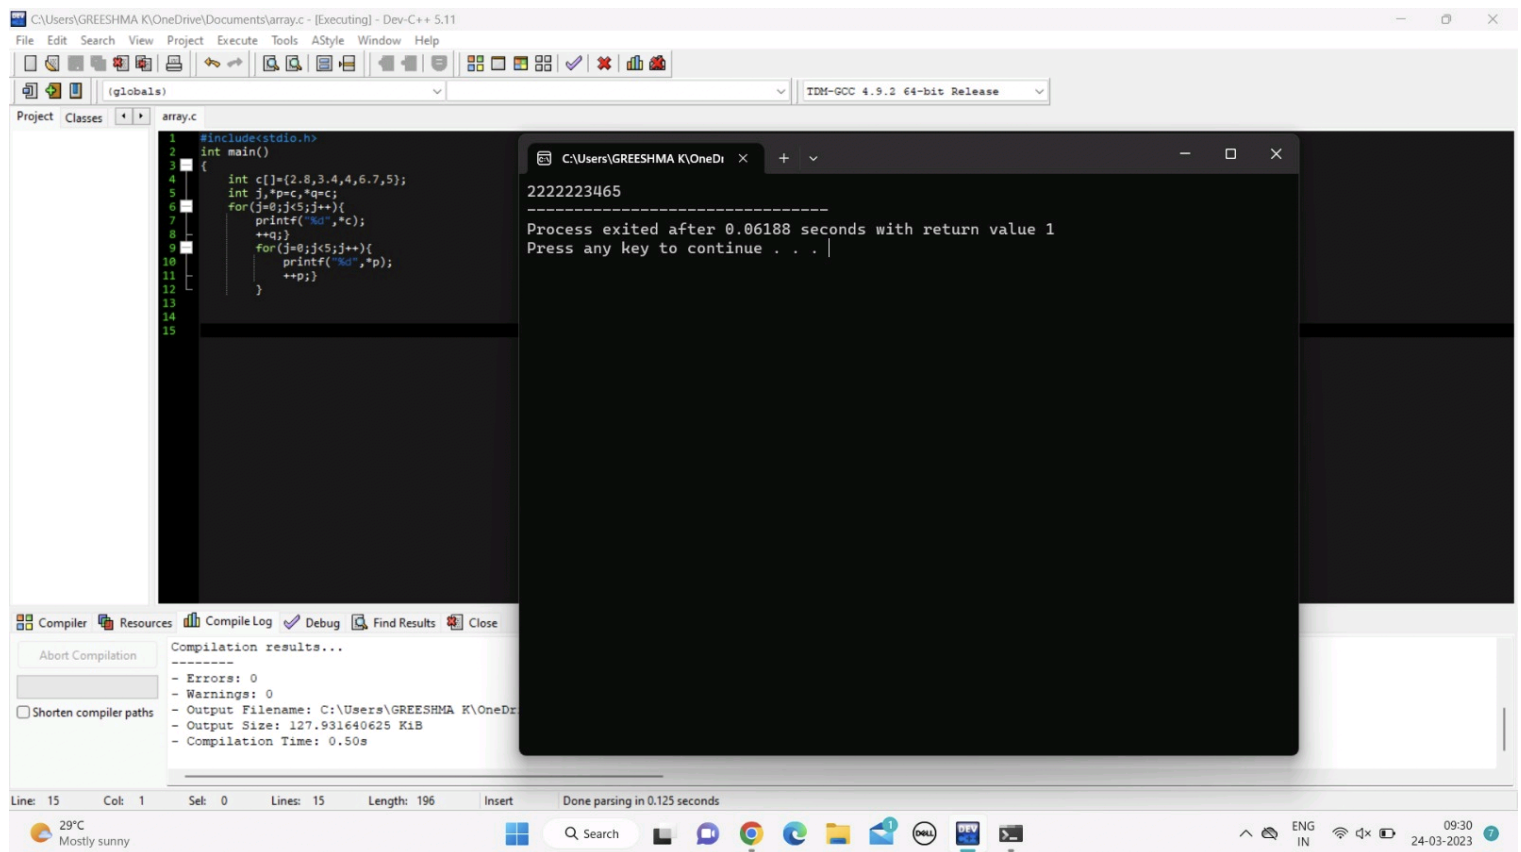 C:\Users\GREESHMA K\OneDrive\Documents\array.c - [Executing] - Dev-C++ 5.11
File Edit Search View Project Execute Tools AStyle Window Help
(globals)
TDM-GCC 4.9.2 64-bit Release
Project Classes array.c
1 #include<stdio.h>
2 int main()
3 {
4 int c[]={2.8,3.4,4,6.7,5};
5 int j,*p=c,*q=c;
6 for(j=0;j<5;j++){
7 printf("%d",*c);
8 ++q;}
9 for(j=0;j<5;j++){
10 printf("%d",*p);
11 ++p;}
12 }
13
14
15
C:\Users\GREESHMA K\OneDr
2222223465
--------------------------------
Process exited after 0.06188 seconds with return value 1
Press any key to continue . . .
Compiler Resources Compile Log Debug Find Results Close
Abort Compilation
Shorten compiler paths
Compilation results...
--------
- Errors: 0
- Warnings: 0
- Output Filename: C:\Users\GREESHMA K\OneDr
- Output Size: 127.931640625 KiB
- Compilation Time: 0.50s
Line: 15 Col: 1 Sel: 0 Lines: 15 Length: 196 Insert Done parsing in 0.125 seconds
29°C
Mostly sunny
Search
1
DELL
DEV
ENG
IN
09:30
24-03-2023
7